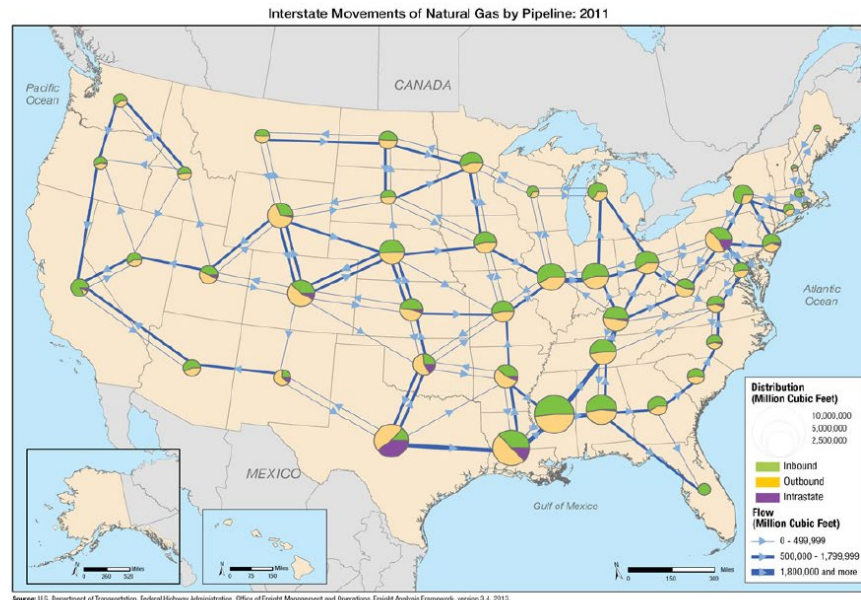 Interstate Movements of Natural Gas by Pipeline: 2011
Pacific
Ocean
CANADA
Atlantic
Ocean
MEXICO
Gulf of Mexico
Distribution
(Million Cubic Feet)
10,000,000
5,000,000
2,500,000
Inbound
Outbound
Intrastate
Flow
(Million Cubic Feet)
0 - 499,999
500,000 - 1,799,999
1,800,000 and more
N
Miles
0 260 520
N
Miles
0 75 150
N
Miles
0 150 300
Source: U.S. Department of Transportation, Federal Highway Administration, Office of Freight Management and Operations, Freight Analysis Framework, version 3.4, 2013.